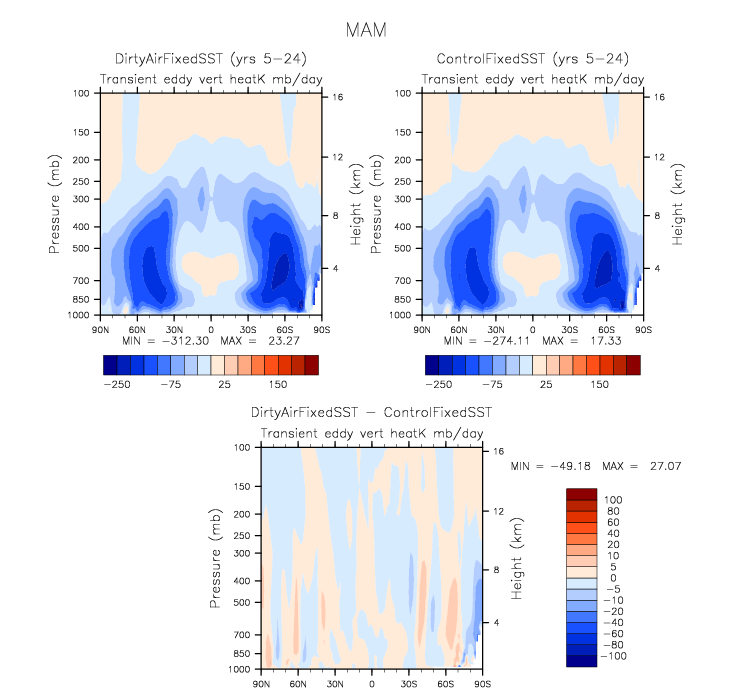 MAM
DirtyAirFixedSST (yrs 5-24)
Transient eddy vert heatK mb/day
100
150
200
250
300
400
500
700
850
1000
Pressure (mb)
16
12
8
4
Height (km)
90N 60N 30N 0 30S 60S 90S
MIN = -312.30 MAX = 23.27
-250 -75 25 150
ControlFixedSST (yrs 5-24)
Transient eddy vert heatK mb/day
100
150
200
250
300
400
500
700
850
1000
Pressure (mb)
16
12
8
4
Height (km)
90N 60N 30N 0 30S 60S 90S
MIN = -274.11 MAX = 17.33
-250 -75 25 150
DirtyAirFixedSST - ControlFixedSST
Transient eddy vert heatK mb/day
100
150
200
250
300
400
500
700
850
1000
Pressure (mb)
16
12
8
4
Height (km)
90N 60N 30N 0 30S 60S 90S
MIN = -49.18 MAX = 27.07
100
80
60
40
20
10
5
0
-5
-10
-20
-40
-60
-80
-100